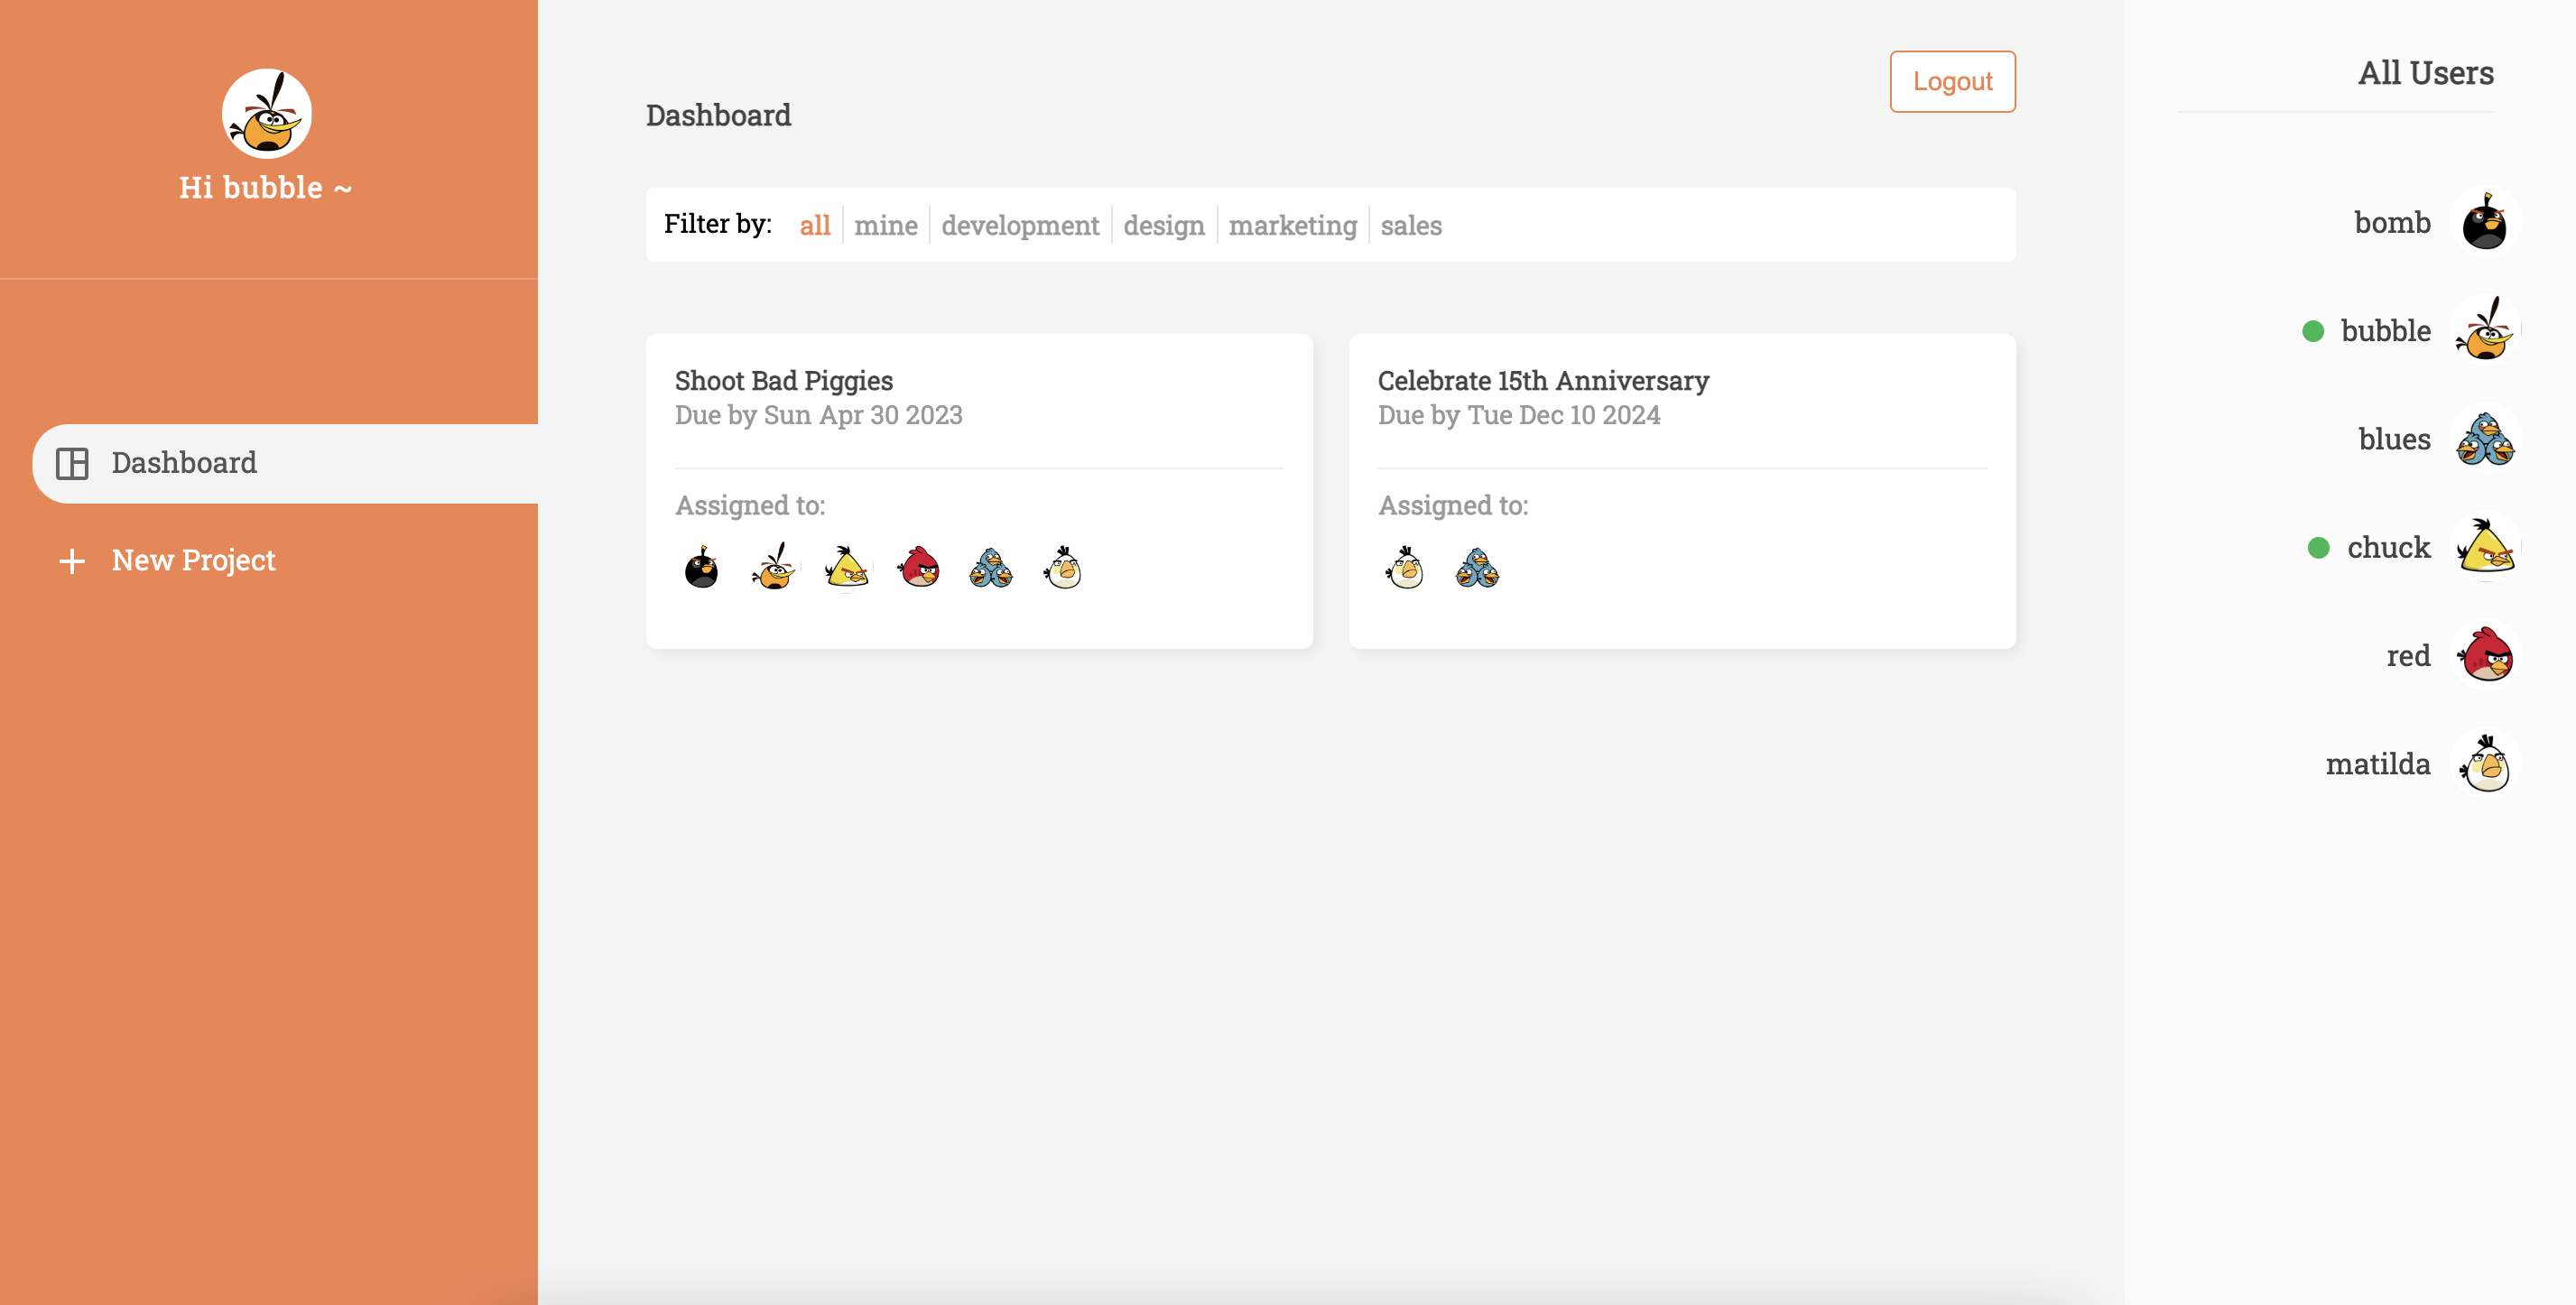 Hi bubble ~
Dashboard
New Project
Dashboard
Logout
Filter by: all mine development design marketing sales
Shoot Bad Piggies
Due by Sun Apr 30 2023
Assigned to:
Celebrate 15th Anniversary
Due by Tue Dec 10 2024
Assigned to:
All Users
bomb
bubble
blues
chuck
red
matilda